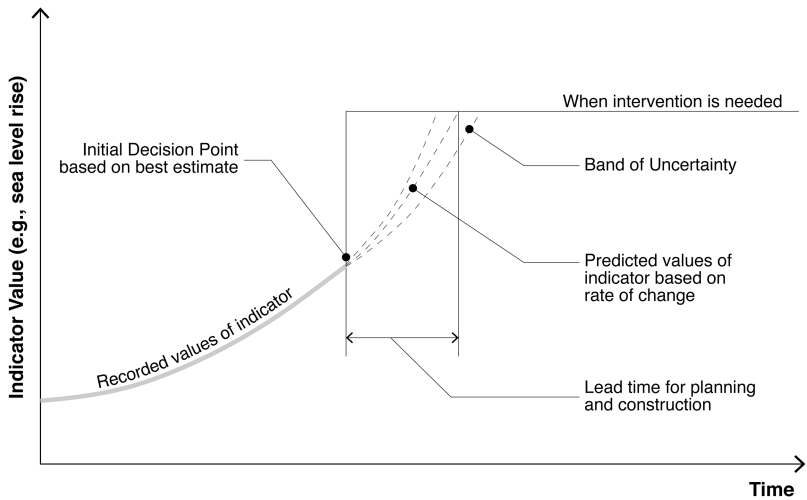 Indicator Value (e.g., sea level rise)
When intervention is needed
Initial Decision Point
based on best estimate
Band of Uncertainty
Predicted values of
indicator based on
rate of change
Recorded values of indicator
Lead time for planning
and construction
Time